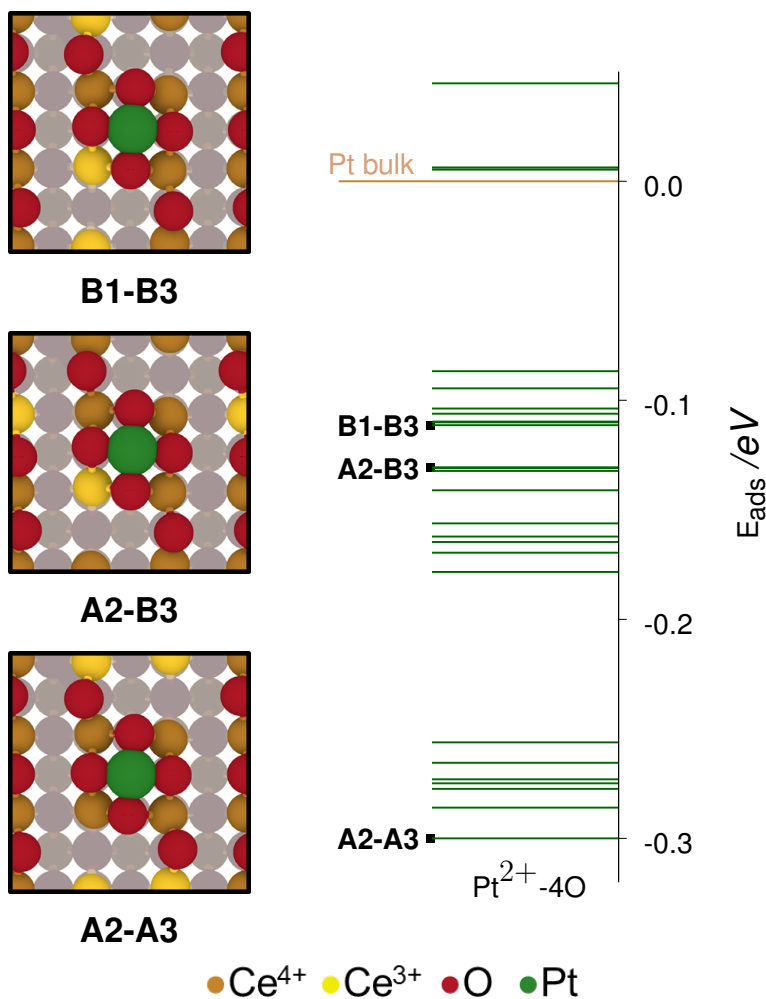 Pt bulk
0.0
B1-B3
-0.1
B1-B3
A2-B3
E_ads /eV
A2-B3
-0.2
A2-A3
-0.3
Pt²⁺-4O
A2-A3
Ce⁴⁺ Ce³⁺ O Pt